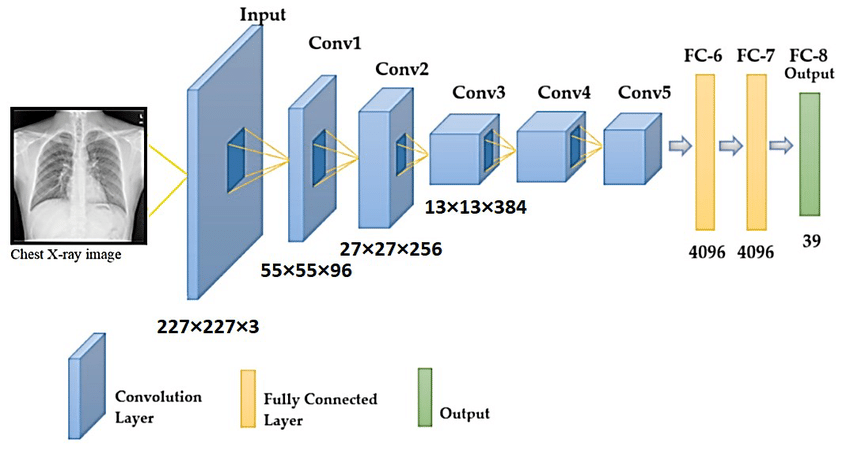 Input
Conv1
Conv2
Conv3
Conv4
Conv5
FC-6
FC-7
FC-8
Output
Chest X-ray image
227×227×3
55×55×96
27×27×256
13×13×384
4096
4096
39
Convolution
Layer
Fully Connected
Layer
Output